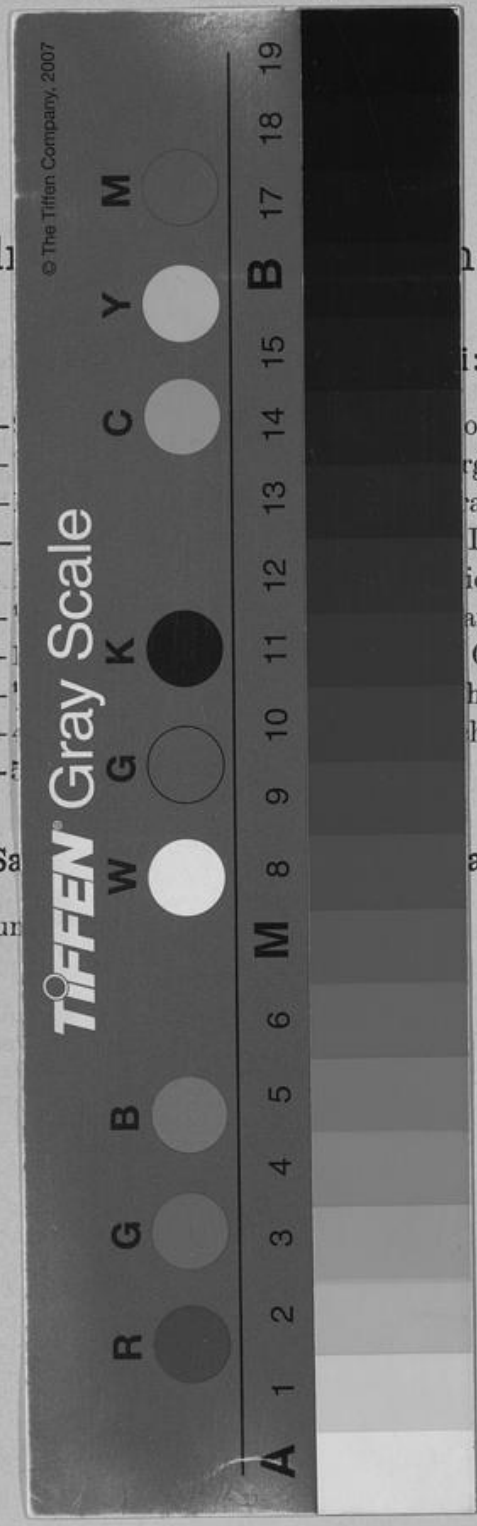 © The Tiffen Company, 2007
TIFFEN® Gray Scale
R G B W G K C Y M
A 1 2 3 4 5 6 M 8 9 10 11 12 13 14 15 B 17 18 19